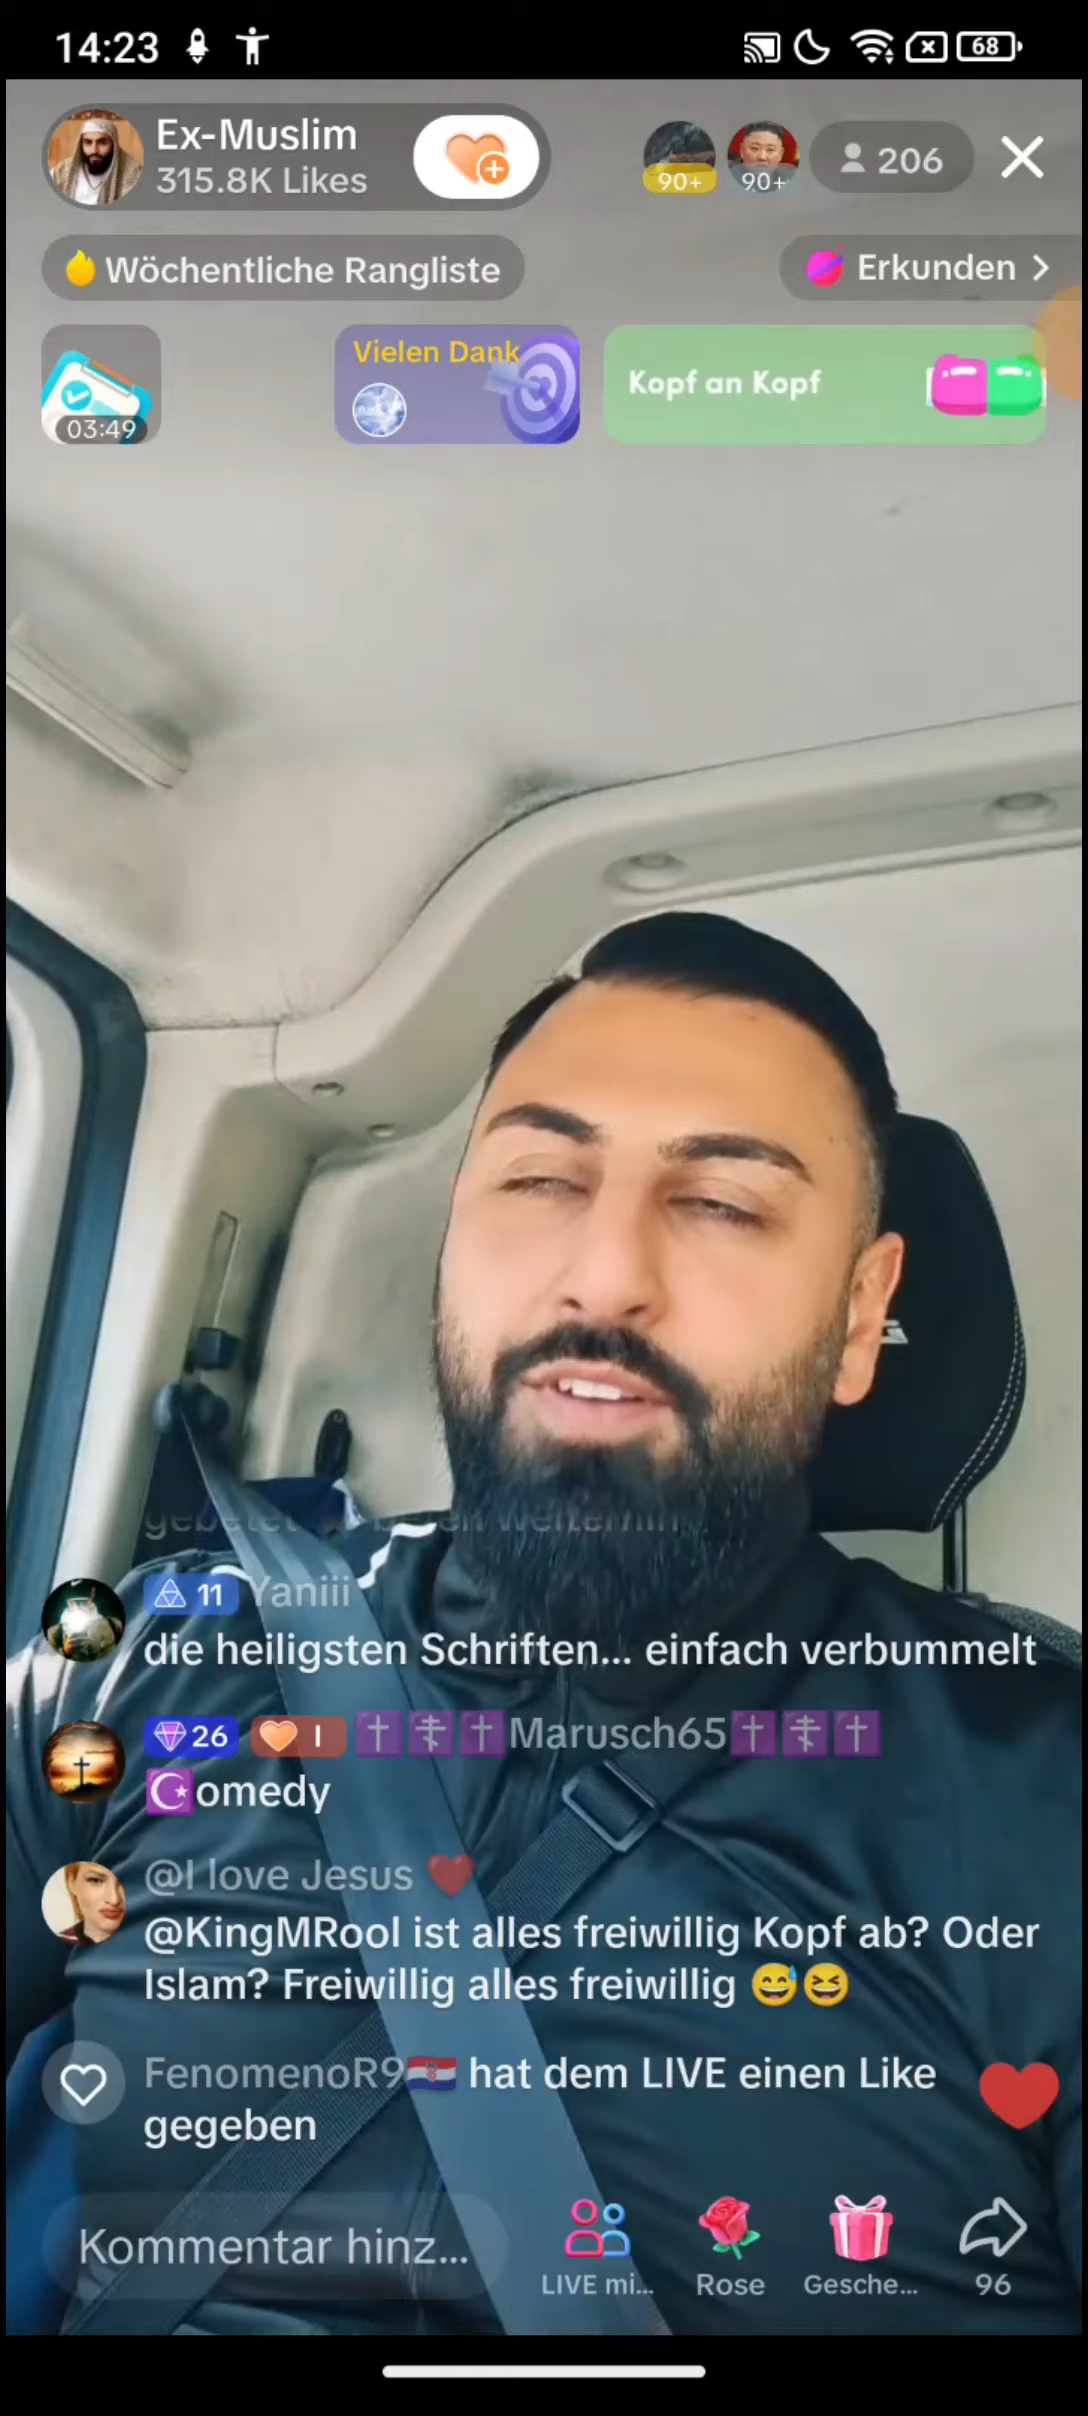 14:23
68
Ex-Muslim
315.8K Likes
90+
90+
206
Wöchentliche Rangliste
Erkunden >
03:49
Vielen Dank
Kopf an Kopf
gebetet
beten weiterhin
11 Yaniii
die heiligsten Schriften... einfach verbummelt
26 I ✝️☦️✝️Marusch65✝️☦️✝️
☪️omedy
@I love Jesus ❤️
@KingMRool ist alles freiwillig Kopf ab? Oder
Islam? Freiwillig alles freiwillig 😅😆
FenomenoR9🇭🇷 hat dem LIVE einen Like
gegeben
Kommentar hinz...
LIVE mi...
Rose
Gesche...
96